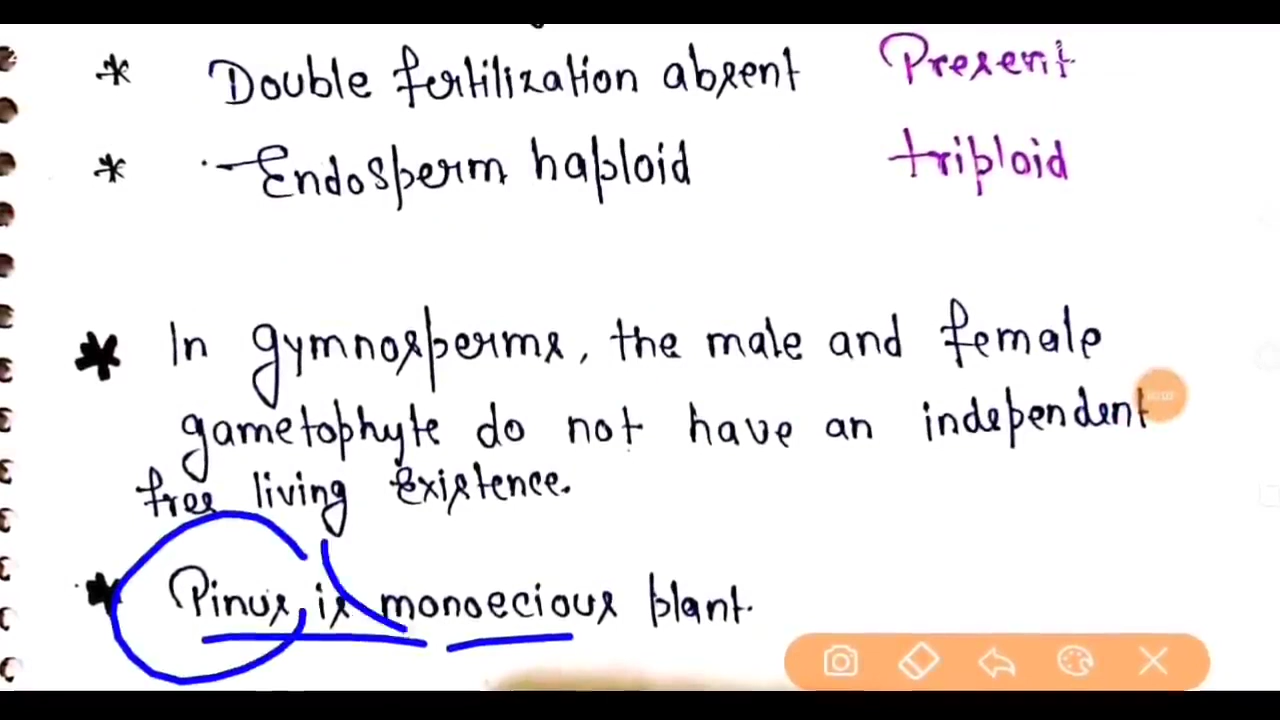 * Double fertilization absent Present
* Endosperm haploid triploid
* In gymnosperms, the male and female
gametophyte do not have an independent
free living existence.
* Pinus is monoecious plant.